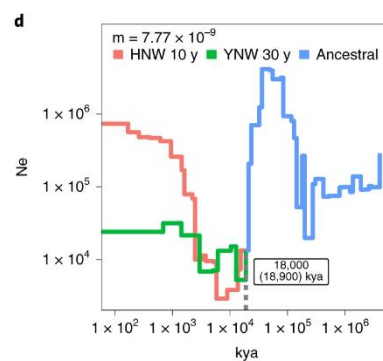 d
m = 7.77 × 10⁻⁹
HNW 10 y YNW 30 y Ancestral
1 × 10⁶
1 × 10⁵
1 × 10⁴
Ne
18,000
(18,900) kya
1 × 10² 1 × 10³ 1 × 10⁴ 1 × 10⁵ 1 × 10⁶
kya